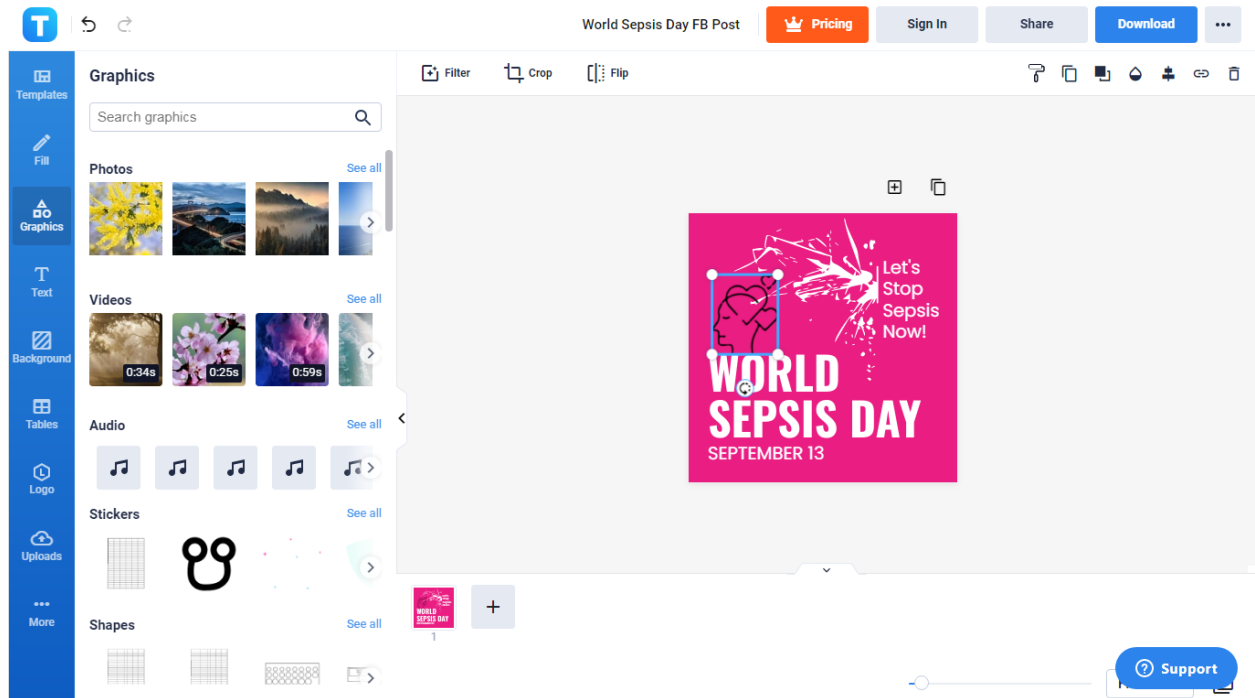 T
World Sepsis Day FB Post
Pricing
Sign In
Share
Download
Templates
Fill
Graphics
Text
Background
Tables
Logo
Uploads
More
Graphics
Search graphics
Photos
See all
Videos
See all
0:34s
0:25s
0:59s
Audio
See all
Stickers
See all
Shapes
See all
Filter
Crop
Flip
Let's
Stop
Sepsis
Now!
WORLD
SEPSIS DAY
SEPTEMBER 13
WORLD
SEPSIS DAY
1
Support